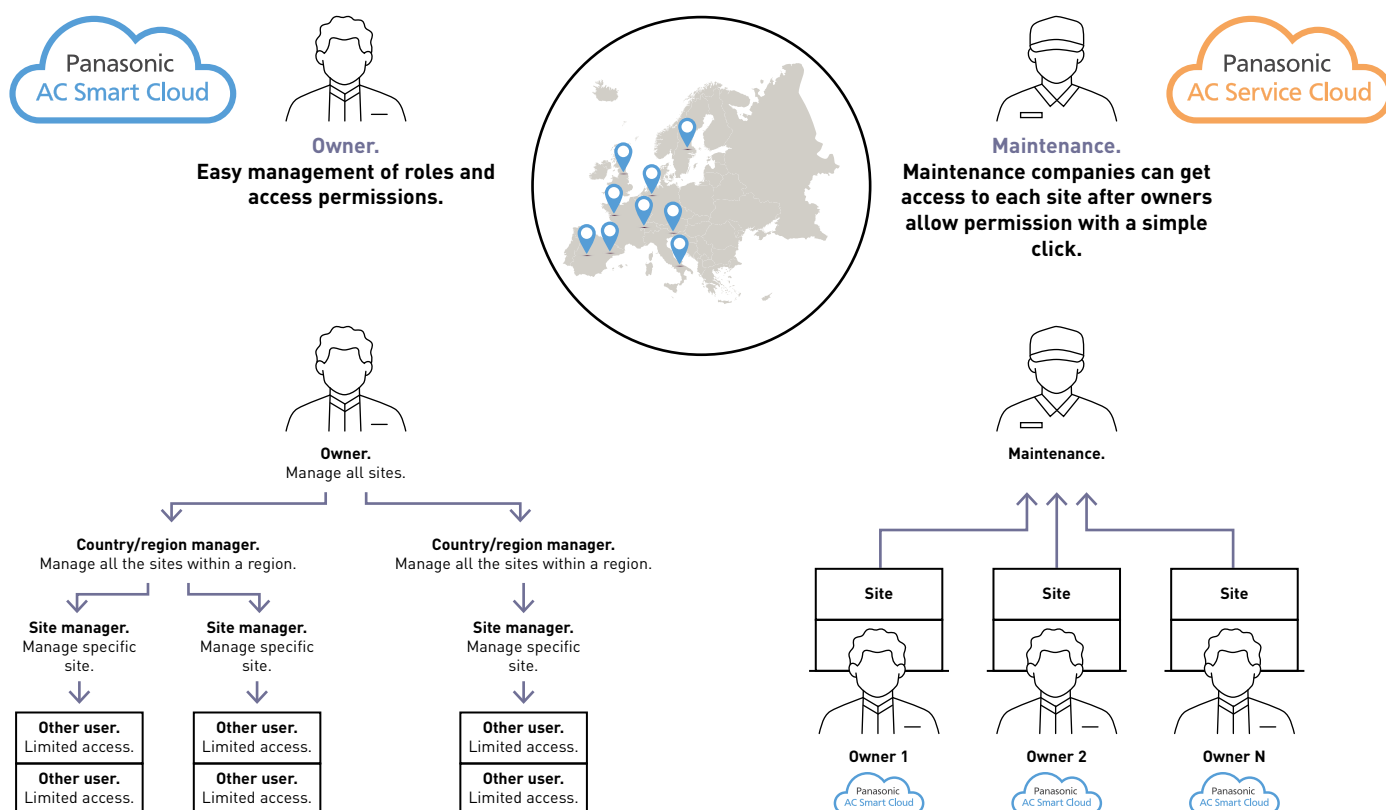 Panasonic
AC Smart Cloud
Owner.
Easy management of roles and
access permissions.
Maintenance.
Maintenance companies can get
access to each site after owners
allow permission with a simple
click.
Panasonic
AC Service Cloud
Owner.
Manage all sites.
Country/region manager.
Manage all the sites within a region.
Country/region manager.
Manage all the sites within a region.
Site manager.
Manage specific
site.
Site manager.
Manage specific
site.
Site manager.
Manage specific
site.
Other user.
Limited access.
Other user.
Limited access.
Other user.
Limited access.
Other user.
Limited access.
Other user.
Limited access.
Other user.
Limited access.
Maintenance.
Site
Site
Site
Owner 1
Owner 2
Owner N
Panasonic
AC Smart Cloud
Panasonic
AC Smart Cloud
Panasonic
AC Smart Cloud